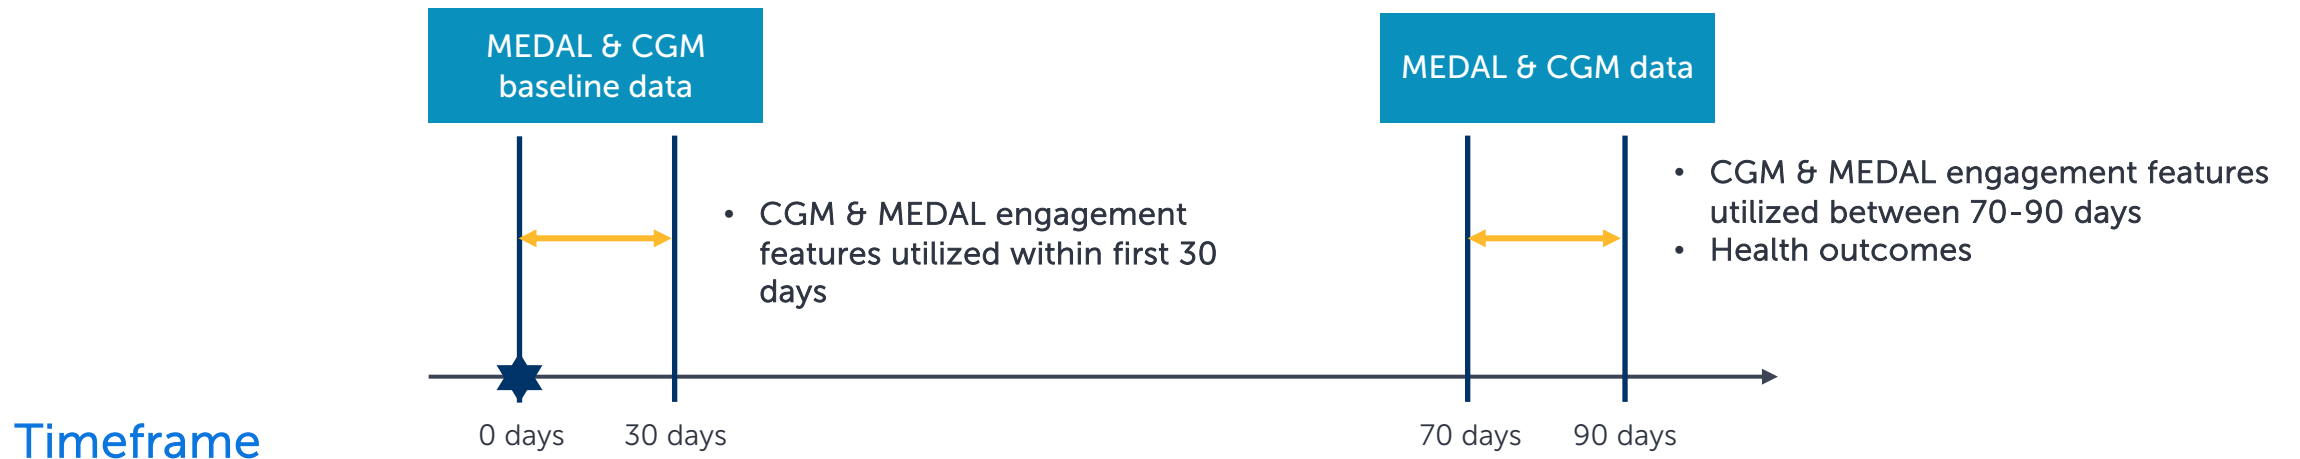 MEDAL & CGM
baseline data
MEDAL & CGM data
• CGM & MEDAL engagement
features utilized within first 30
days
• CGM & MEDAL engagement features
utilized between 70-90 days
• Health outcomes
0 days
30 days
70 days
90 days
Timeframe